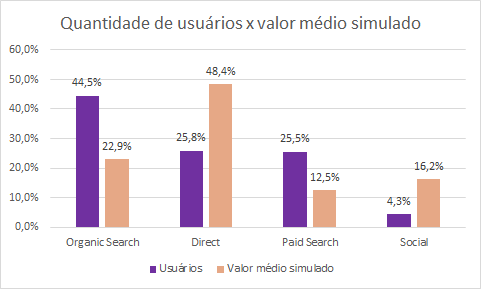 Quantidade de usuários x valor médio simulado
60,0%
50,0%
40,0%
30,0%
20,0%
10,0%
0,0%
44,5%
22,9%
25,8%
48,4%
25,5%
12,5%
4,3%
16,2%
Organic Search
Direct
Paid Search
Social
Usuários
Valor médio simulado